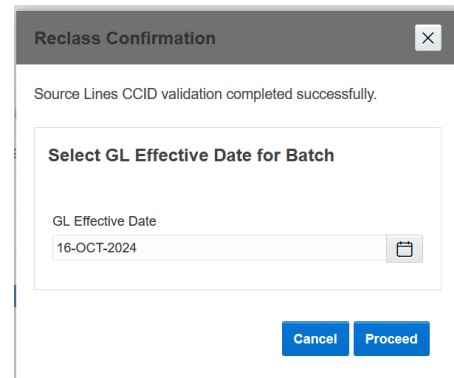 Reclass Confirmation
Source Lines CCID validation completed successfully.
Select GL Effective Date for Batch
GL Effective Date
16-OCT-2024
Cancel Proceed